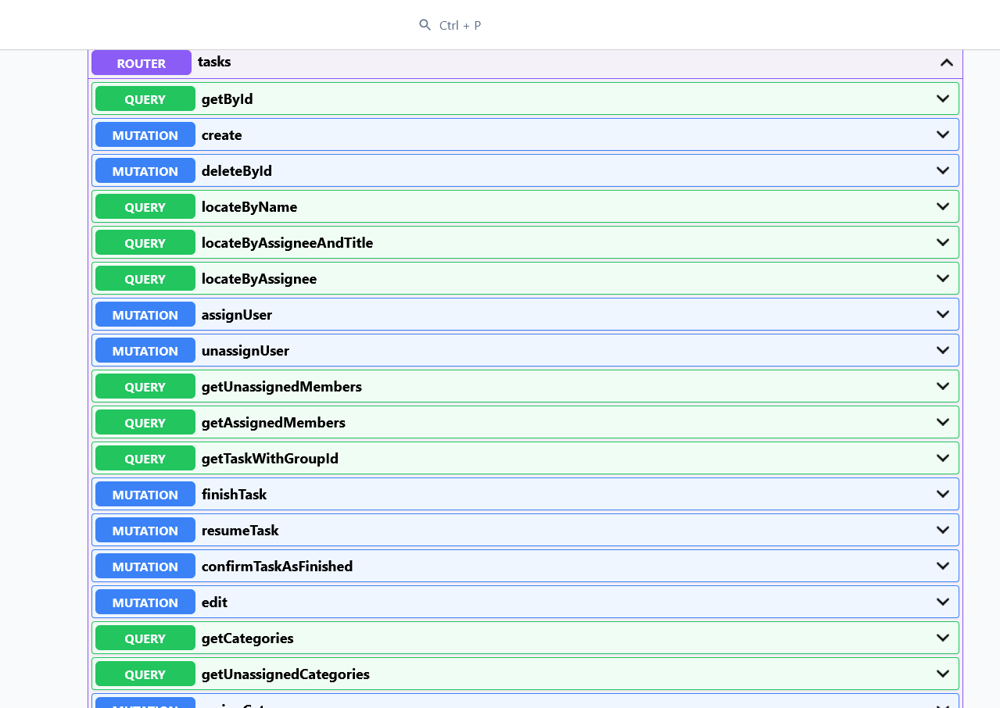 Ctrl + P
ROUTER tasks
QUERY getById
MUTATION create
MUTATION deleteById
QUERY locateByName
QUERY locateByAssigneeAndTitle
QUERY locateByAssignee
MUTATION assignUser
MUTATION unassignUser
QUERY getUnassignedMembers
QUERY getAssignedMembers
QUERY getTaskWithGroupId
MUTATION finishTask
MUTATION resumeTask
MUTATION confirmTaskAsFinished
MUTATION edit
QUERY getCategories
QUERY getUnassignedCategories
MUTATION